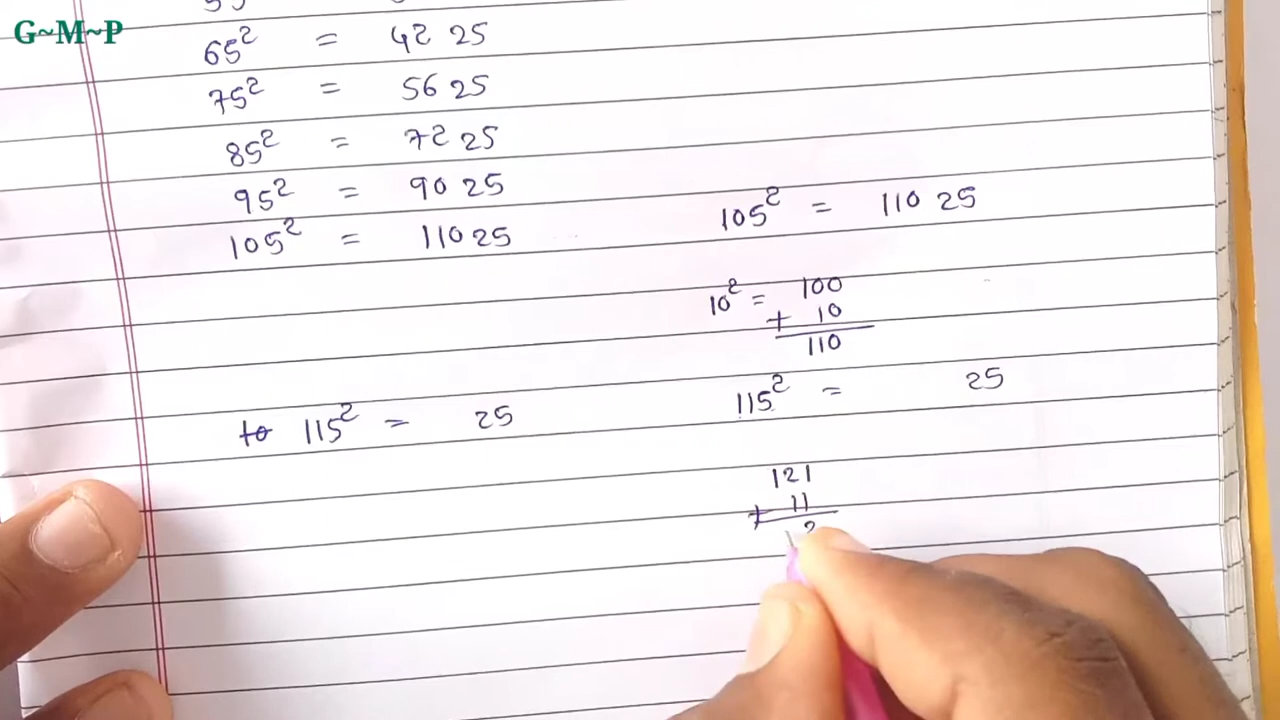 G~M~P
65² = 42 25
75² = 56 25
85² = 72 25
95² = 90 25
105² = 110 25
to 115² = 25
105² = 110 25
10² = 100
+ 10
110
115² = 25
121
+ 11